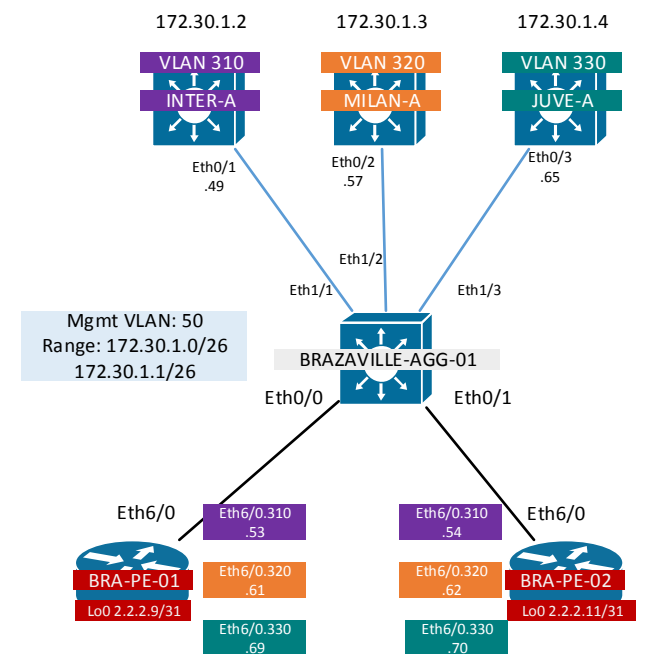 172.30.1.2
172.30.1.3
172.30.1.4
VLAN 310
VLAN 320
VLAN 330
INTER-A
MILAN-A
JUVE-A
Eth0/1
.49
Eth0/2
.57
Eth0/3
.65
Eth1/2
Eth1/1
Eth1/3
Mgmt VLAN: 50
Range: 172.30.1.0/26
172.30.1.1/26
BRAZAVILLE-AGG-01
Eth0/0
Eth0/1
Eth6/0
Eth6/0.310
.53
Eth6/0.310
.54
Eth6/0
BRA-PE-01
Lo0 2.2.2.9/31
Eth6/0.320
.61
Eth6/0.320
.62
BRA-PE-02
Lo0 2.2.2.11/31
Eth6/0.330
.69
Eth6/0.330
.70